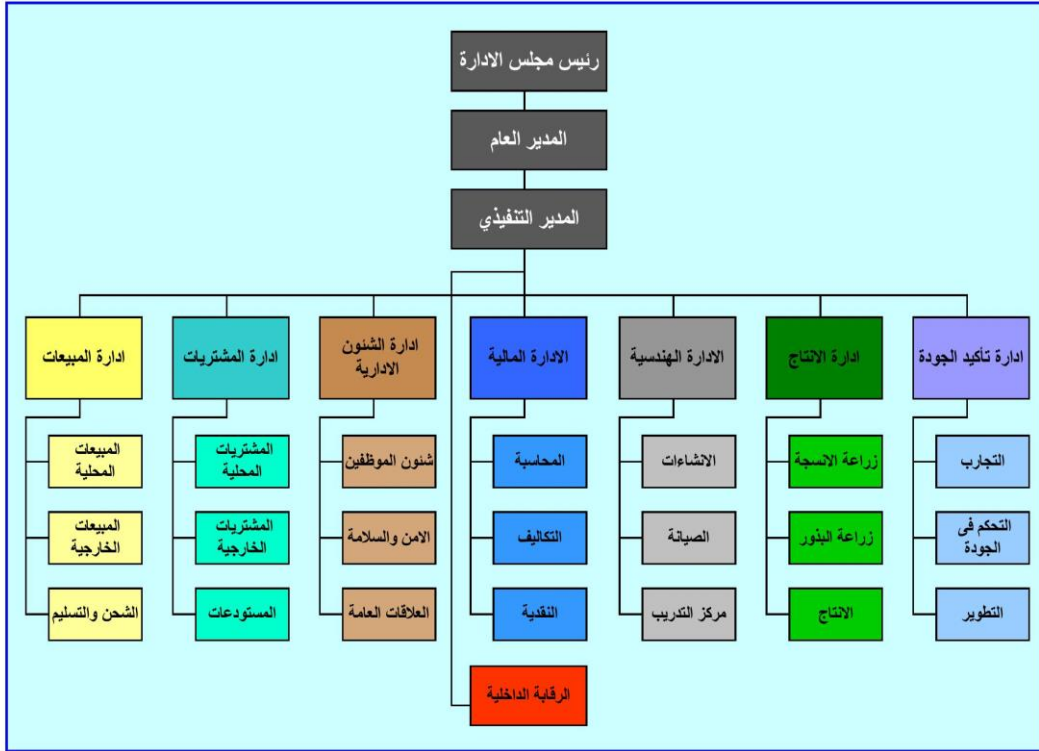 رئيس مجلس الادارة
المدير العام
المدير التنفيذي
ادارة تأكيد الجودة
ادارة الانتاج
الادارة الهندسية
الادارة المالية
ادارة الشئون
الادارية
ادارة المشتريات
ادارة المبيعات
التجارب
زراعة الانسجة
الانشاءات
المحاسبة
شئون الموظفين
المشتريات
المحلية
المبيعات
المحلية
التحكم فى
الجودة
زراعة البذور
الصيانة
التكاليف
الامن والسلامة
المشتريات
الخارجية
المبيعات
الخارجية
التطوير
الانتاج
مركز التدريب
النقدية
العلاقات العامة
المستودعات
الشحن والتسليم
الرقابة الداخلية